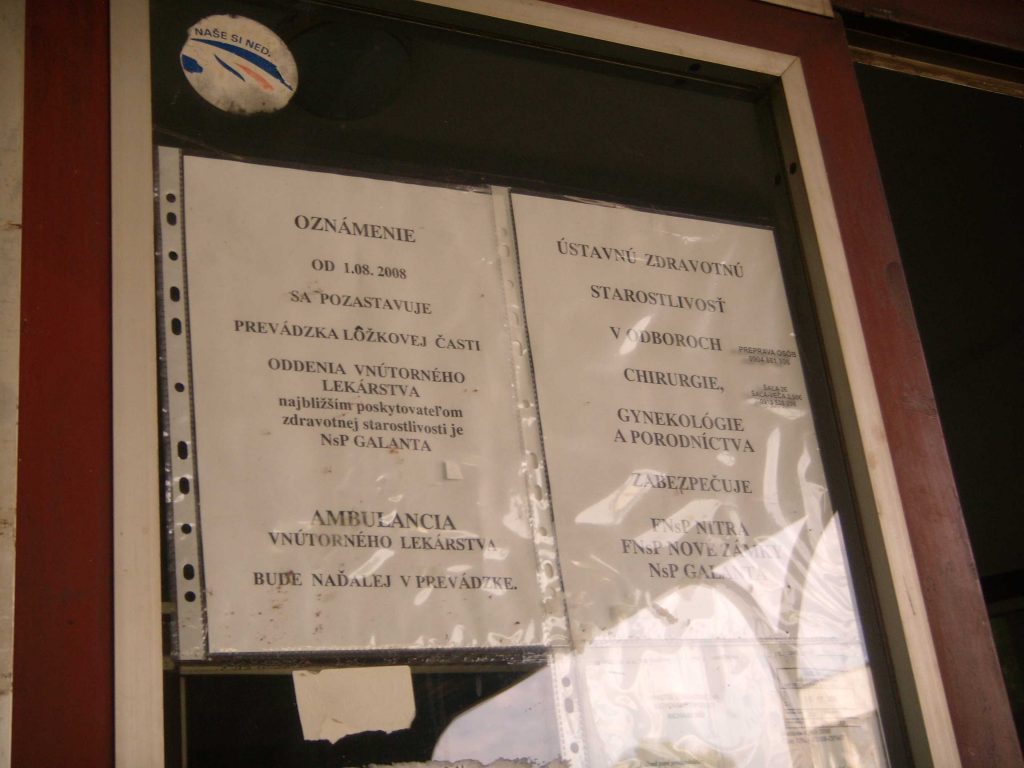 NAŠE SI NED.
OZNÁMENIE
OD 1.08. 2008
SA POZASTAVUJE
PREVÁDZKA LÔŽKOVEJ ČASTI
ODDENIA VNÚTORNÉHO
LEKÁRSTVA
najbližším poskytovateľom
zdravotnej starostlivosti je
NsP GALANTA
AMBULANCIA
VNÚTORNÉHO LEKÁRSTVA
BUDE NAĎALEJ V PREVÁDZKE.
ÚSTAVNÚ ZDRAVOTNÚ
STAROSTLIVOSŤ
V ODBOROCH
CHIRURGIE,
GYNEKOLÓGIE
A PORODNÍCTVA
ZABEZPEČUJE
FNsP NITRA
FNsP NOVÉ ZÁMKY
NsP GALANTA
PREPRAVA OSÔB